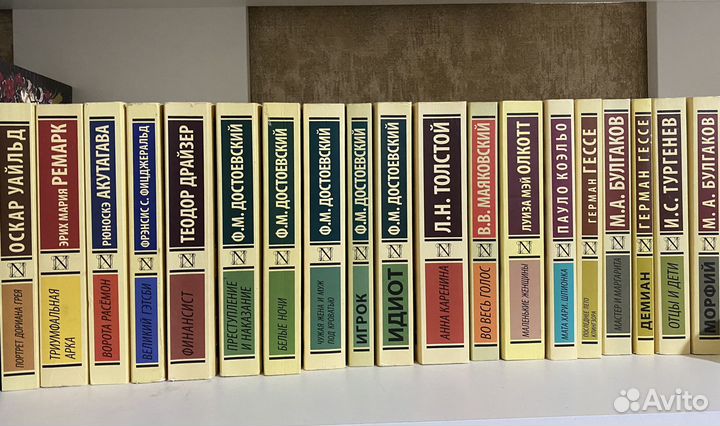 ОСКАР УАЙЛЬД
ПОРТРЕТ ДОРИАНА ГРЕЯ
ЭРИХ МАРИЯ РЕМАРК
ТРИУМФАЛЬНАЯ
АРКА
РЮНОСКЭ АКУТАГАВА
ВОРОТА РАСЁМОН
ФРЭНСИС С. ФИЦДЖЕРАЛЬД
ВЕЛИКИЙ ГЭТСБИ
ТЕОДОР ДРАЙЗЕР
ФИНАНСИСТ
Ф.М. ДОСТОЕВСКИЙ
ПРЕСТУПЛЕНИЕ
И НАКАЗАНИЕ
Ф.М. ДОСТОЕВСКИЙ
БЕЛЫЕ НОЧИ
Ф.М. ДОСТОЕВСКИЙ
ЧУЖАЯ ЖЕНА И МУЖ
ПОД КРОВАТЬЮ
Ф.М. ДОСТОЕВСКИЙ
ИГРОК
Ф.М. ДОСТОЕВСКИЙ
ИДИОТ
Л.Н. ТОЛСТОЙ
АННА КАРЕНИНА
В.В. МАЯКОВСКИЙ
ВО ВЕСЬ ГОЛОС
ЛУИЗА МЭЙ ОЛКОТТ
МАЛЕНЬКИЕ ЖЕНЩИНЫ
ПАУЛО КОЭЛЬО
МАТА ХАРИ. ШПИОНКА
ГЕРМАН ГЕССЕ
ПОСЛЕДНЕЕ ЛЕТО
КЛИНГЗОРА
М.А. БУЛГАКОВ
МАСТЕР И МАРГАРИТА
ГЕРМАН ГЕССЕ
ДЕМИАН
И.С. ТУРГЕНЕВ
ОТЦЫ И ДЕТИ
М. А. БУЛГАКОВ
МОРФИЙ
Avito